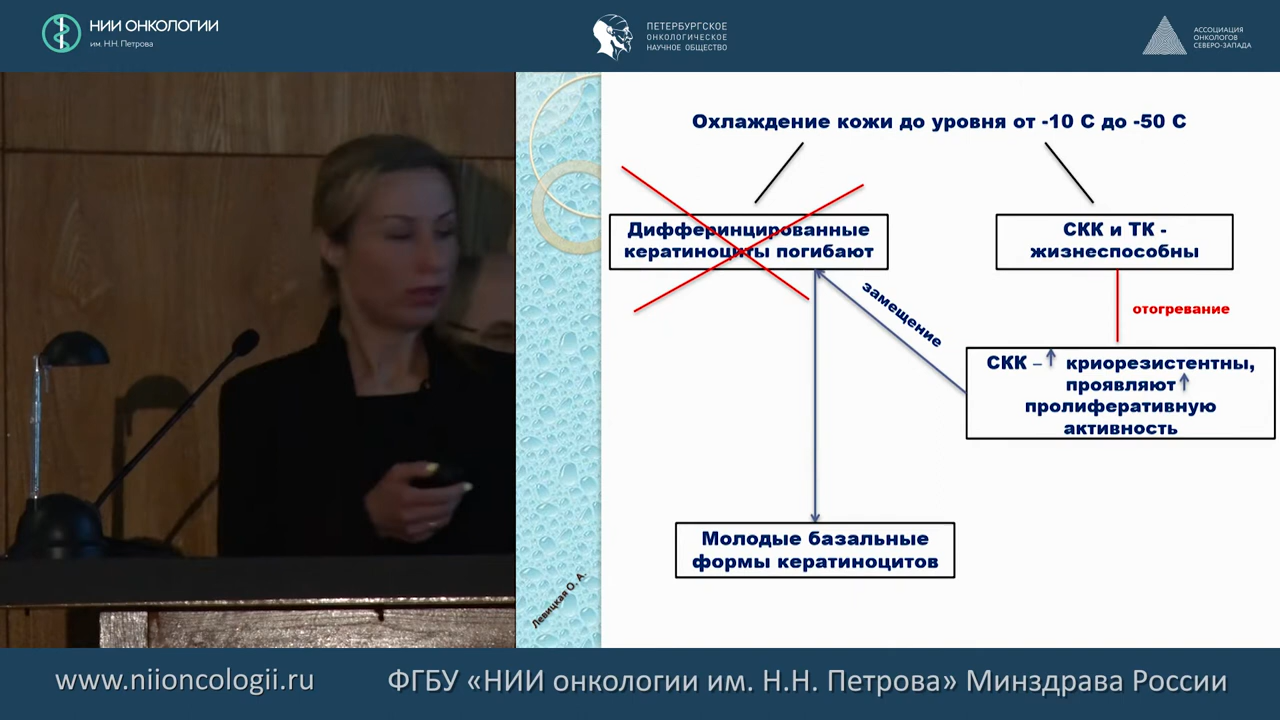 НИИ ОНКОЛОГИИ
им. Н.Н. Петрова
ПЕТЕРБУРГСКОЕ
ОНКОЛОГИЧЕСКОЕ
НАУЧНОЕ ОБЩЕСТВО
АССОЦИАЦИЯ
ОНКОЛОГОВ
СЕВЕРО-ЗАПАДА
Охлаждение кожи до уровня от -10 С до -50 С
Дифферинцированные
кератиноциты погибают
СКК и ТК -
жизнеспособны
замещение
отогревание
СКК – ↑ криорезистентны,
проявляют ↑
пролиферативную
активность
Молодые базальные
формы кератиноцитов
Левицкая О. А.
www.niioncologii.ru
ФГБУ «НИИ онкологии им. Н.Н. Петрова» Минздрава России